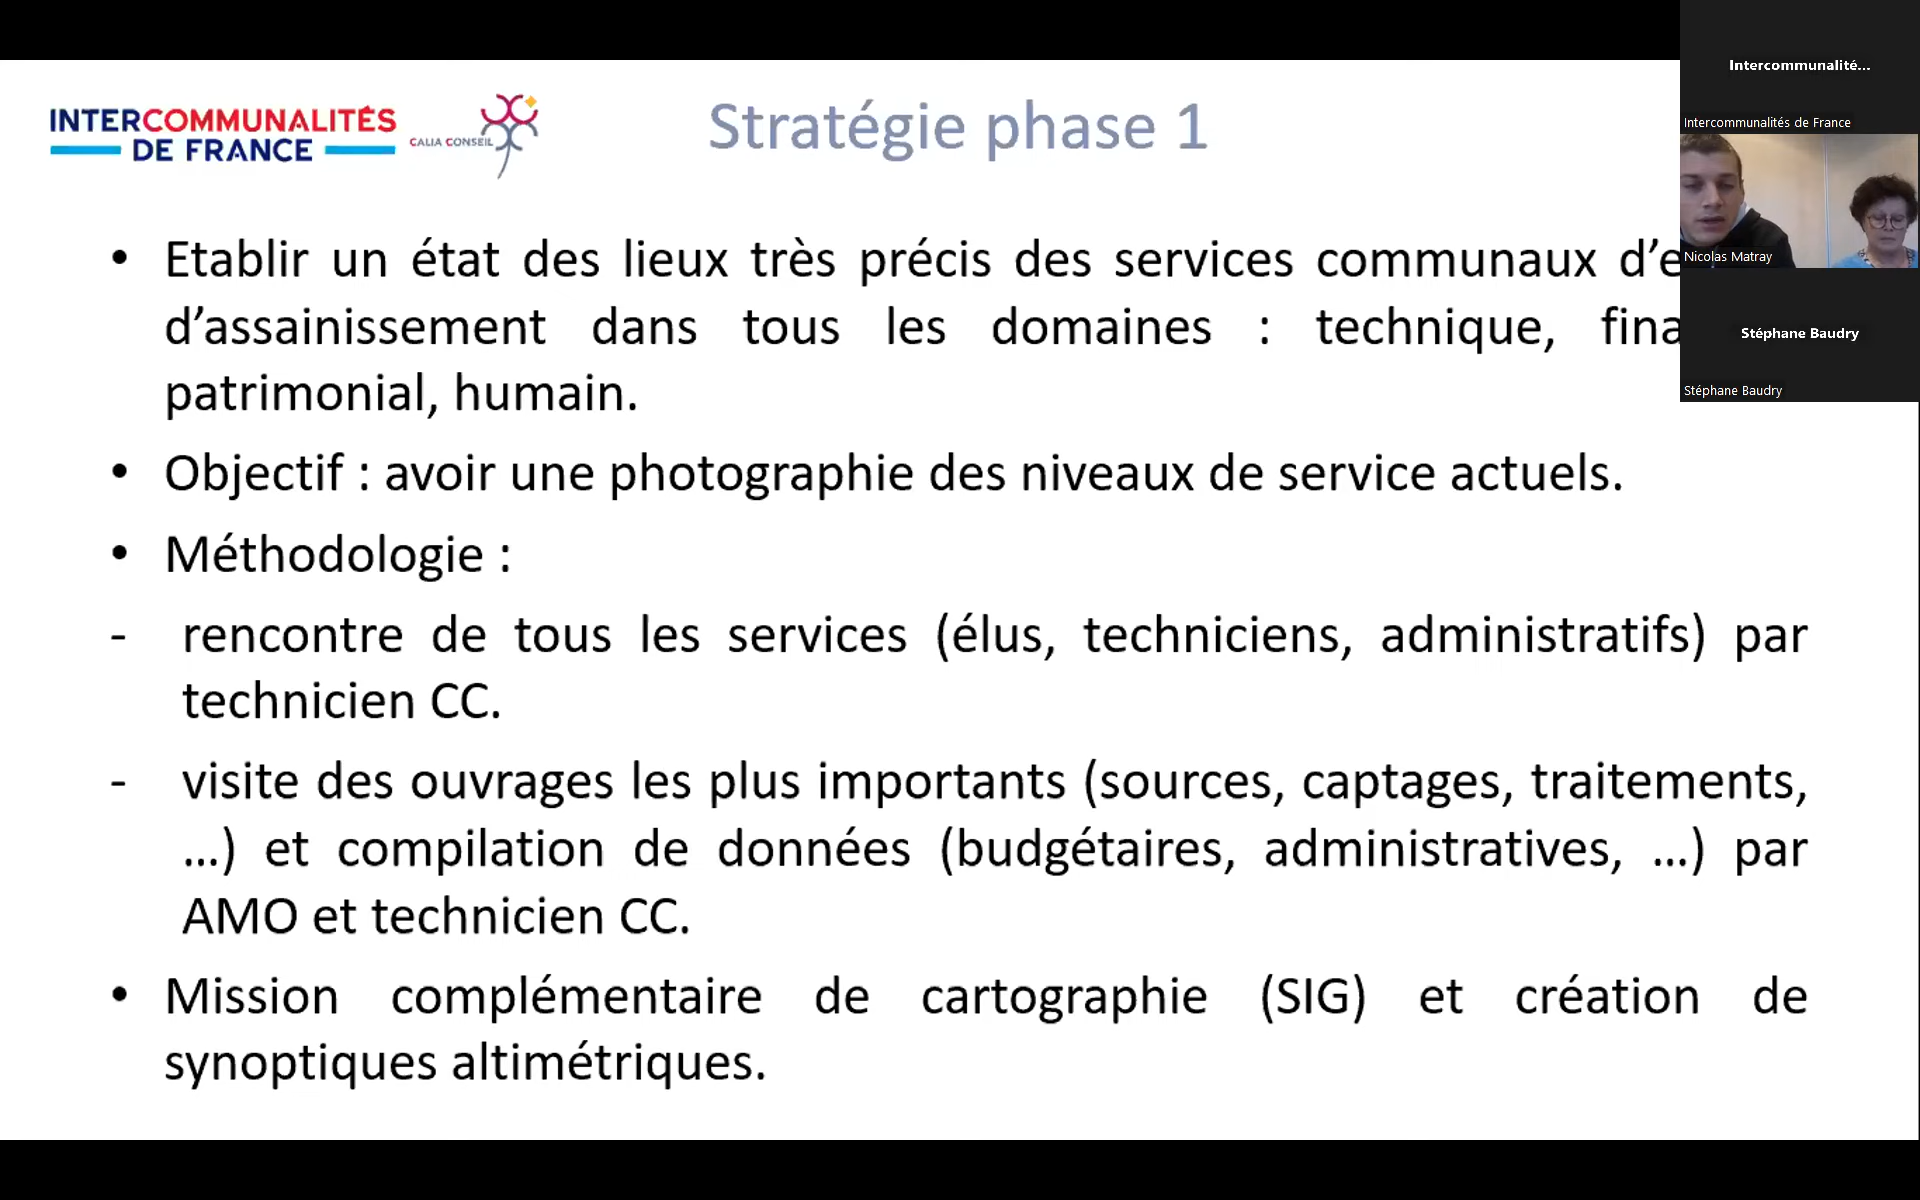 INTERCOMMUNALITÉS
DE FRANCE
CALIA CONSEIL
Stratégie phase 1
• Etablir un état des lieux très précis des services communaux
d’assainissement dans tous les domaines : technique,
patrimonial, humain.
• Objectif : avoir une photographie des niveaux de service actuels.
• Méthodologie :
- rencontre de tous les services (élus, techniciens, administratifs) par
technicien CC.
- visite des ouvrages les plus importants (sources, captages, traitements,
...) et compilation de données (budgétaires, administratives, ...) par
AMO et technicien CC.
• Mission complémentaire de cartographie (SIG) et création de
synoptiques altimétriques.
Intercommunalité...
Intercommunalités de France
Nicolas Matray
Stéphane Baudry
Stéphane Baudry